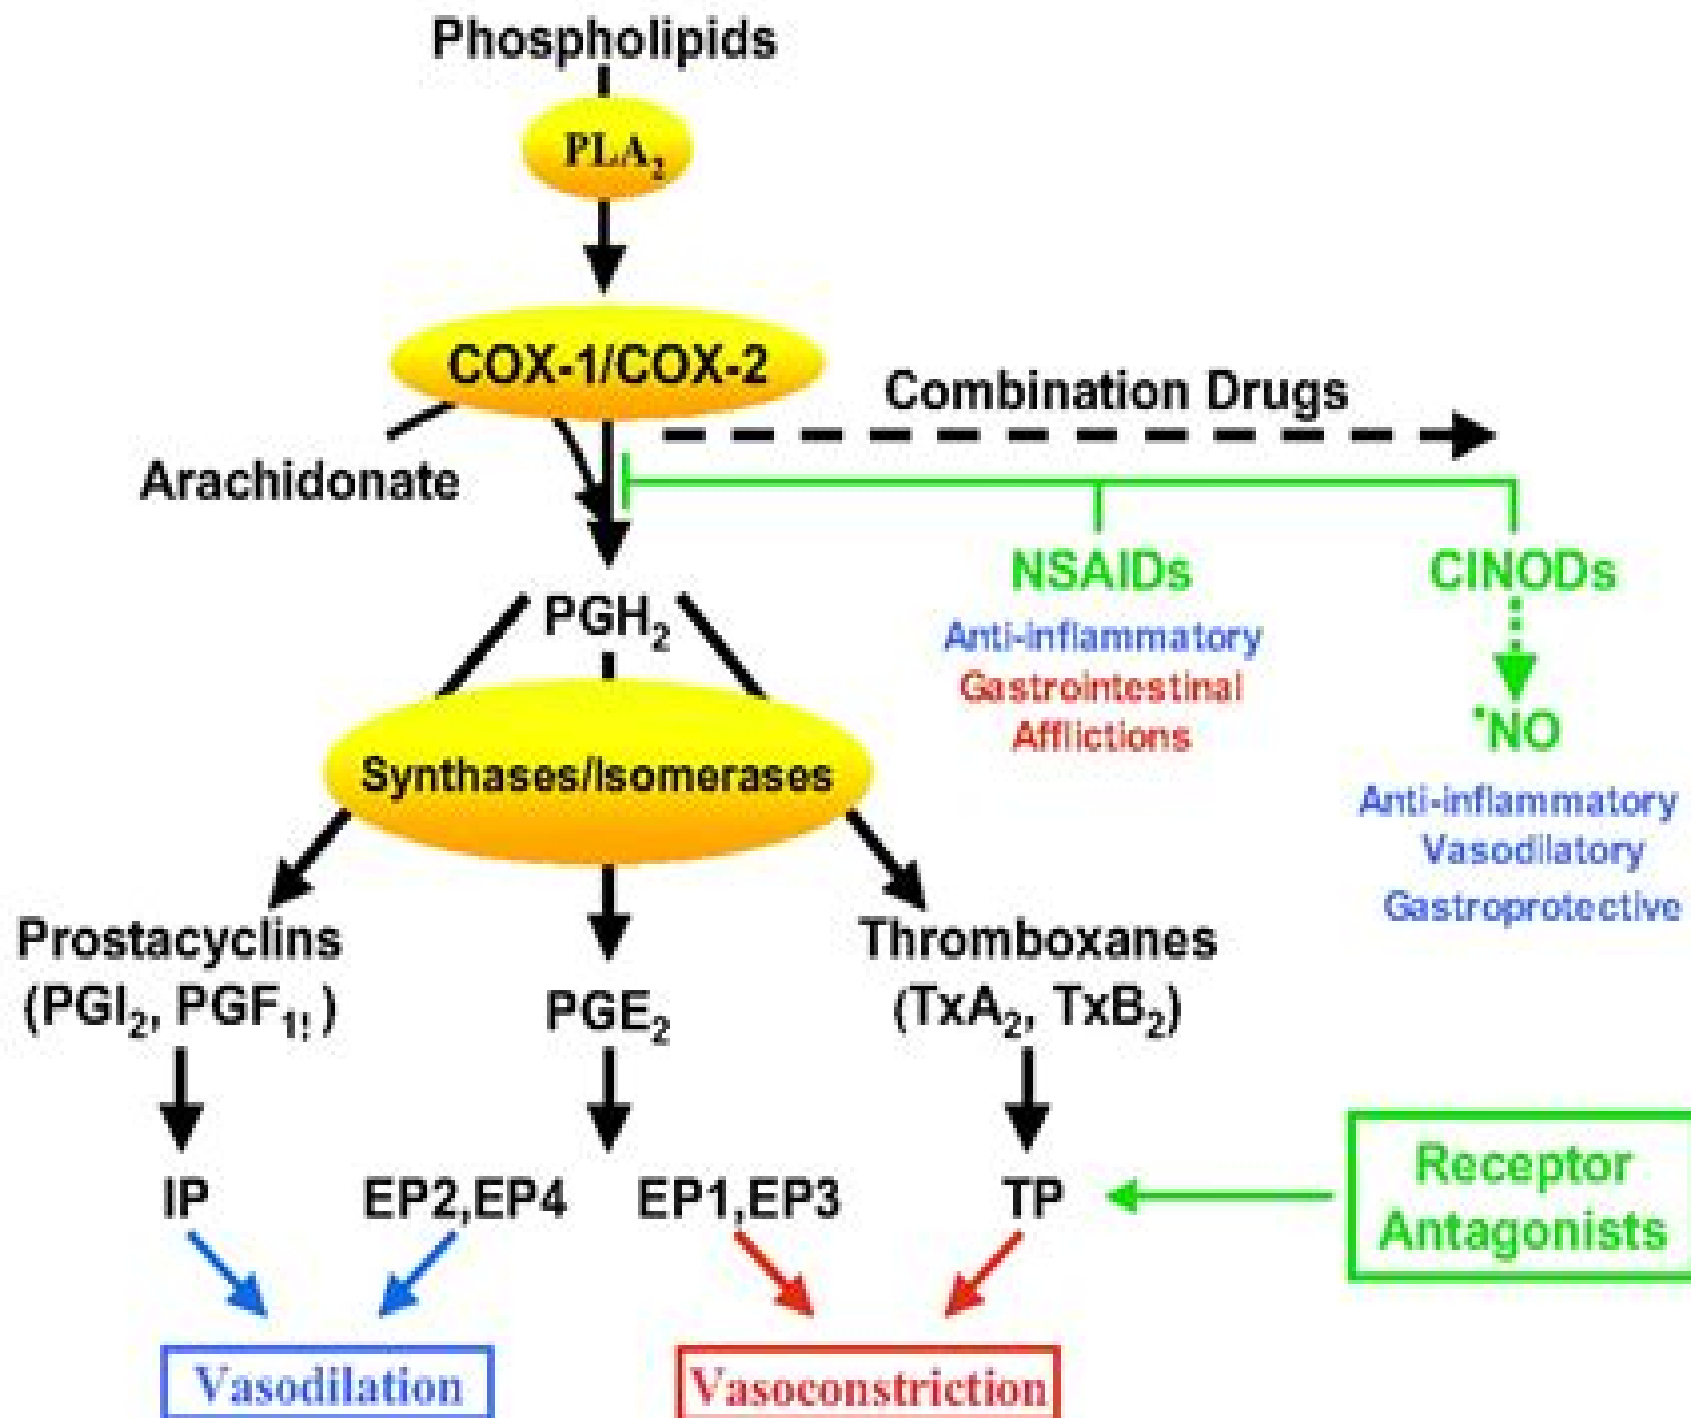 Phospholipids
PLA₂
COX-1/COX-2
Combination Drugs
Arachidonate
NSAIDs
CINODs
Anti-inflammatory
Gastrointestinal
Afflictions
•NO
Anti-inflammatory
Vasodilatory
Gastroprotective
PGH₂
Synthases/Isomerases
Prostacyclins
(PGI₂, PGF₁!)
PGE₂
Thromboxanes
(TxA₂, TxB₂)
IP
EP2,EP4
EP1,EP3
TP
Receptor
Antagonists
Vasodilation
Vasoconstriction